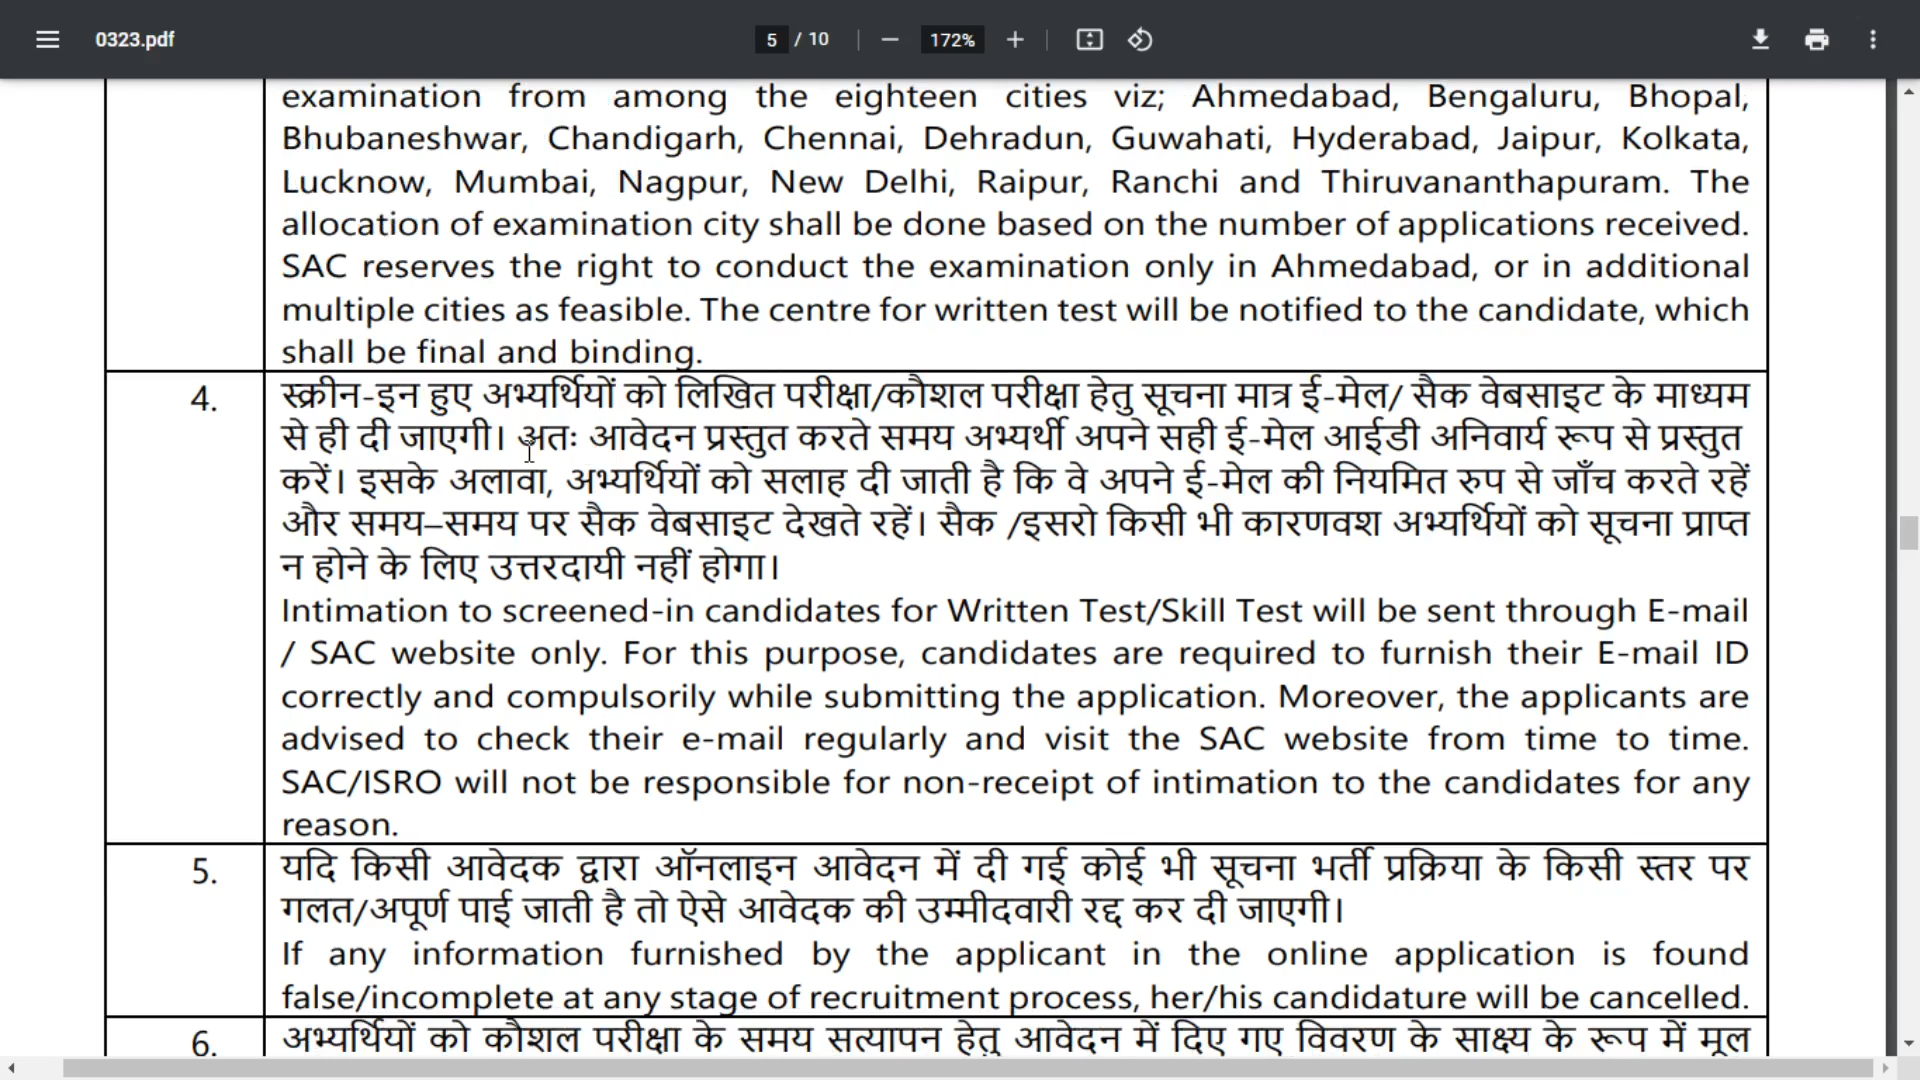 0323.pdf
5 / 10
172%
examination from among the eighteen cities viz; Ahmedabad, Bengaluru, Bhopal,
Bhubaneshwar, Chandigarh, Chennai, Dehradun, Guwahati, Hyderabad, Jaipur, Kolkata,
Lucknow, Mumbai, Nagpur, New Delhi, Raipur, Ranchi and Thiruvananthapuram. The
allocation of examination city shall be done based on the number of applications received.
SAC reserves the right to conduct the examination only in Ahmedabad, or in additional
multiple cities as feasible. The centre for written test will be notified to the candidate, which
shall be final and binding.
4. स्क्रीन-इन हुए अभ्यर्थियों को लिखित परीक्षा/कौशल परीक्षा हेतु सूचना मात्र ई-मेल/ सैक वेबसाइट के माध्यम
से ही दी जाएगी। अतः आवेदन प्रस्तुत करते समय अभ्यर्थी अपने सही ई-मेल आईडी अनिवार्य रूप से प्रस्तुत
करें। इसके अलावा, अभ्यर्थियों को सलाह दी जाती है कि वे अपने ई-मेल की नियमित रुप से जाँच करते रहें
और समय–समय पर सैक वेबसाइट देखते रहें। सैक /इसरो किसी भी कारणवश अभ्यर्थियों को सूचना प्राप्त
न होने के लिए उत्तरदायी नहीं होगा।
Intimation to screened-in candidates for Written Test/Skill Test will be sent through E-mail
/ SAC website only. For this purpose, candidates are required to furnish their E-mail ID
correctly and compulsorily while submitting the application. Moreover, the applicants are
advised to check their e-mail regularly and visit the SAC website from time to time.
SAC/ISRO will not be responsible for non-receipt of intimation to the candidates for any
reason.
5. यदि किसी आवेदक द्वारा ऑनलाइन आवेदन में दी गई कोई भी सूचना भर्ती प्रक्रिया के किसी स्तर पर
गलत/अपूर्ण पाई जाती है तो ऐसे आवेदक की उम्मीदवारी रद्द कर दी जाएगी।
If any information furnished by the applicant in the online application is found
false/incomplete at any stage of recruitment process, her/his candidature will be cancelled.
6. अभ्यर्थियों को कौशल परीक्षा के समय सत्यापन हेतु आवेदन में दिए गए विवरण के साक्ष्य के रूप में मूल